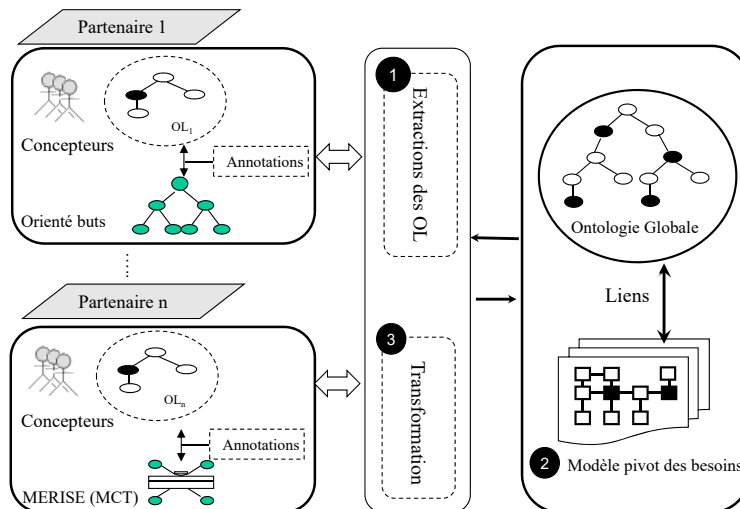 Partenaire 1
Concepteurs
OL1
Annotations
Orienté buts
Partenaire n
Concepteurs
OLn
Annotations
MERISE (MCT)
1
Extractions des OL
3
Transformation
Ontologie Globale
Liens
2 Modèle pivot des besoins